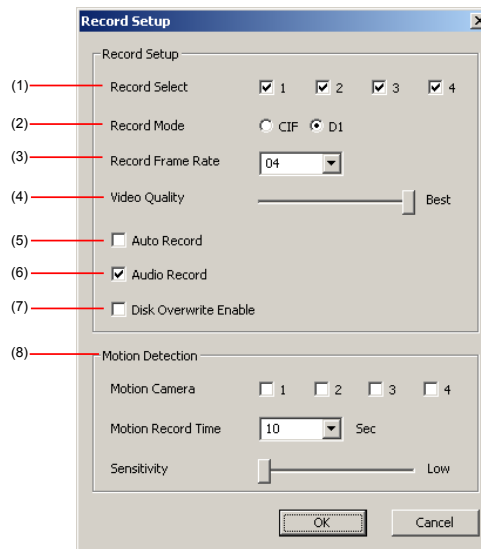 Record Setup
Record Setup
(1) Record Select 1 2 3 4
(2) Record Mode CIF D1
(3) Record Frame Rate 04
(4) Video Quality Best
(5) Auto Record
(6) Audio Record
(7) Disk Overwrite Enable
(8) Motion Detection
Motion Camera 1 2 3 4
Motion Record Time 10 Sec
Sensitivity Low
OK Cancel